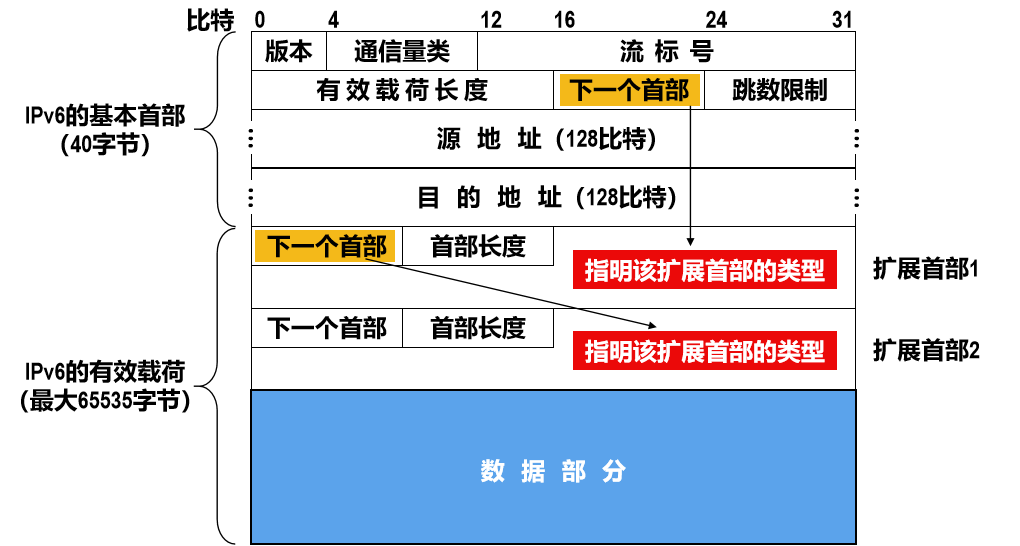 比特 0 4 12 16 24 31
版本 通信量类 流标号
有效载荷长度 下一个首部 跳数限制
IPv6的基本首部
（40字节）
源地址（128比特）
目的地址（128比特）
下一个首部 首部长度
指明该扩展首部的类型
扩展首部1
下一个首部 首部长度
指明该扩展首部的类型
扩展首部2
IPv6的有效载荷
（最大65535字节）
数据部分